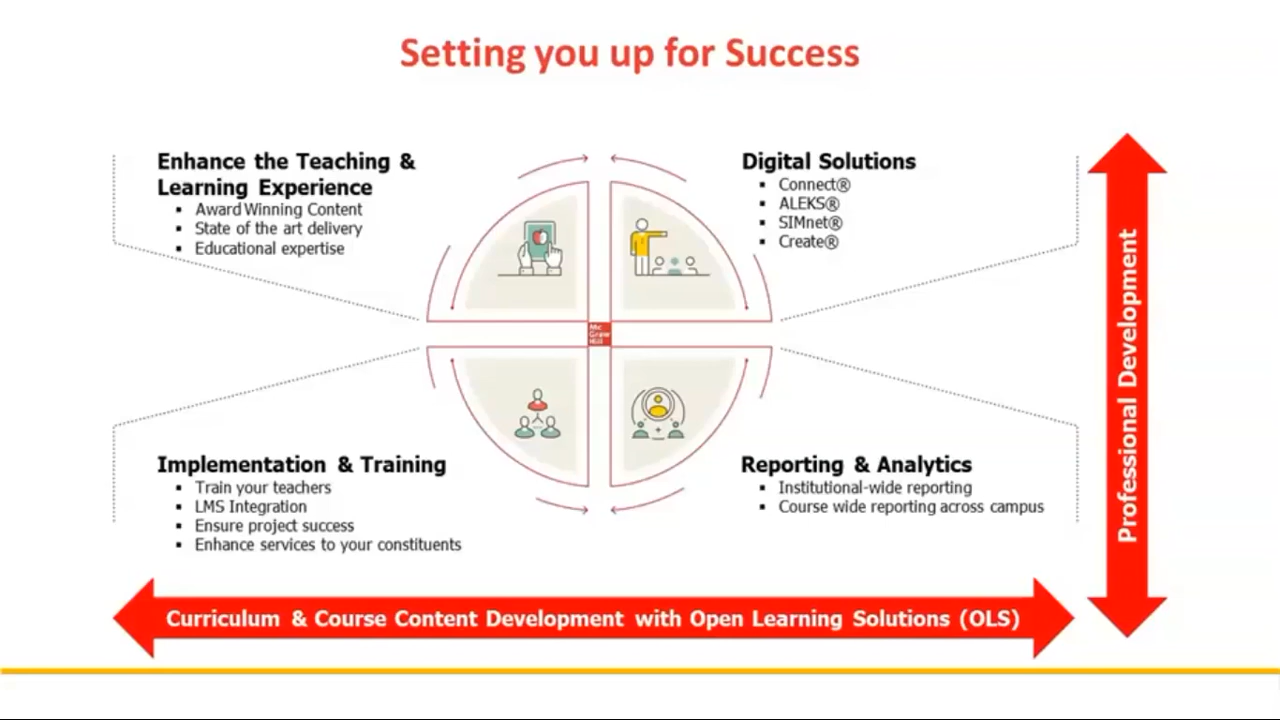 Setting you up for Success
Enhance the Teaching &
Learning Experience
▪ Award Winning Content
▪ State of the art delivery
▪ Educational expertise
Digital Solutions
▪ Connect®
▪ ALEKS®
▪ SIMnet®
▪ Create®
Mc
Graw
Hill
Implementation & Training
▪ Train your teachers
▪ LMS Integration
▪ Ensure project success
▪ Enhance services to your constituents
Reporting & Analytics
▪ Institutional-wide reporting
▪ Course wide reporting across campus
Professional Development
Curriculum & Course Content Development with Open Learning Solutions (OLS)